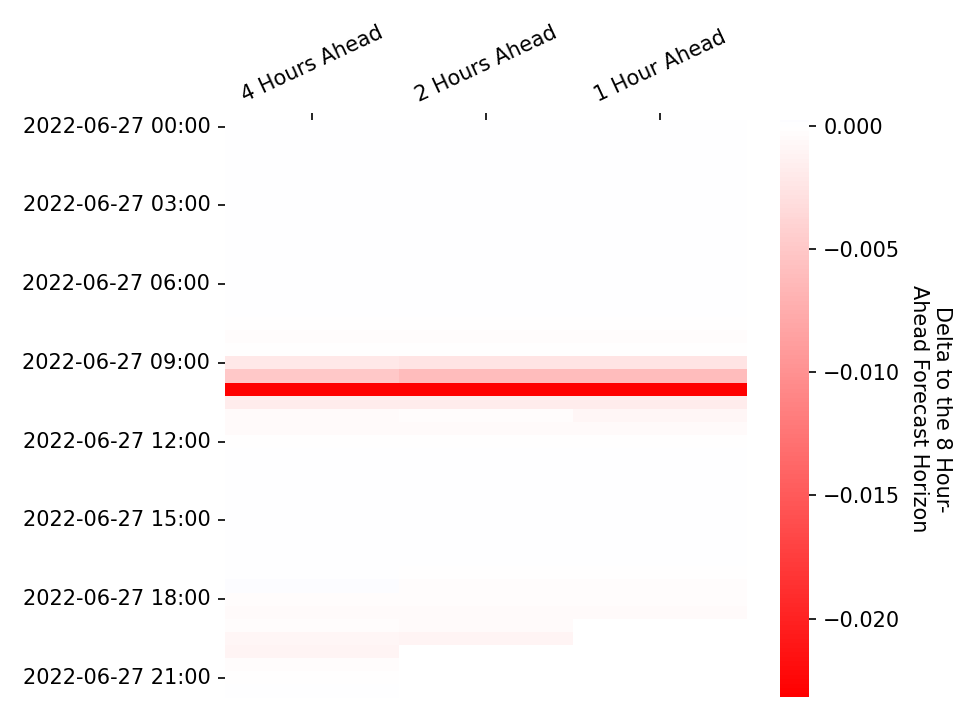 4 Hours Ahead
2 Hours Ahead
1 Hour Ahead
2022-06-27 00:00
2022-06-27 03:00
2022-06-27 06:00
2022-06-27 09:00
2022-06-27 12:00
2022-06-27 15:00
2022-06-27 18:00
2022-06-27 21:00
0.000
−0.005
−0.010
−0.015
−0.020
Delta to the 8 Hour-
Ahead Forecast Horizon